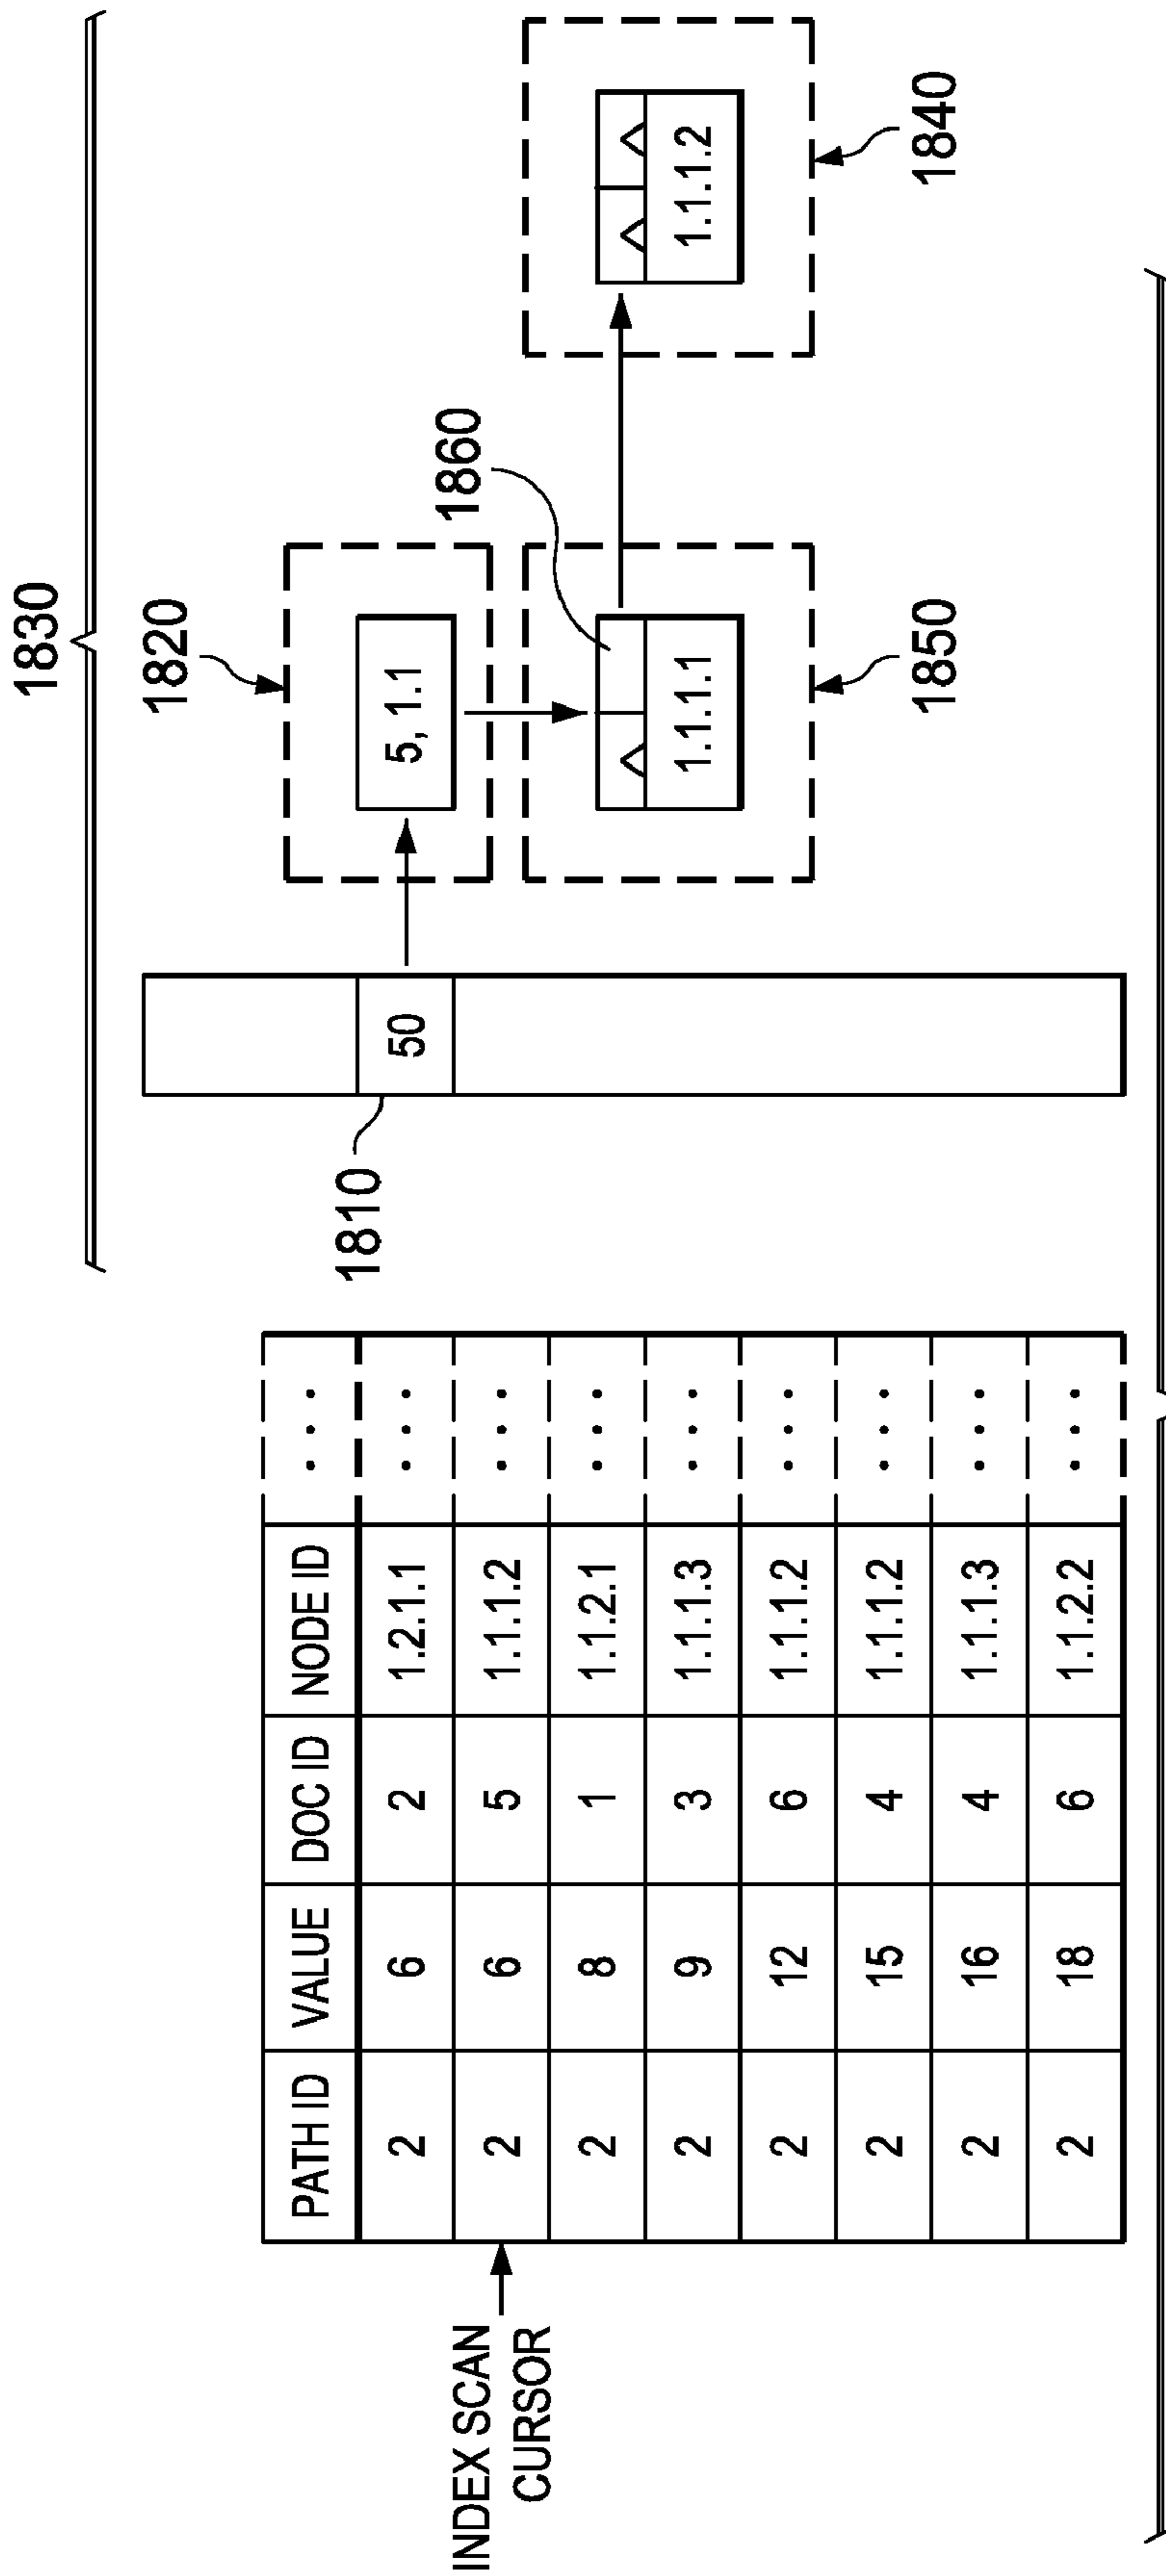 1830
1820
1810
50
5, 1.1
1860
Λ
1.1.1.1
1850
Λ Λ
1.1.1.2
1840
PATH ID VALUE DOC ID NODE ID ...
2 6 2 1.2.1.1 ...
2 6 5 1.1.1.2 ...
2 8 1 1.1.2.1 ...
2 9 3 1.1.1.3 ...
2 12 6 1.1.1.2 ...
2 15 4 1.1.1.2 ...
2 16 4 1.1.1.3 ...
2 18 6 1.1.2.2 ...
INDEX SCAN
CURSOR